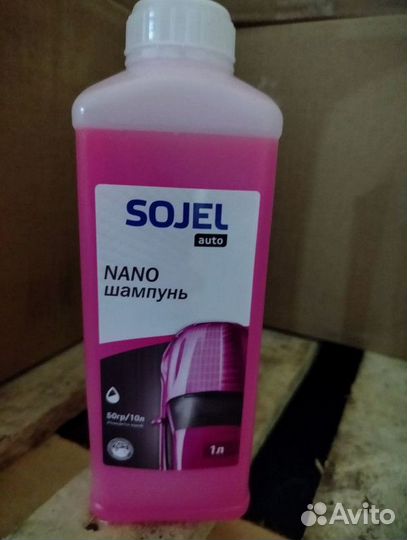 SOJEL
auto
NANO
шампунь
50гр/10л
1л
Avito